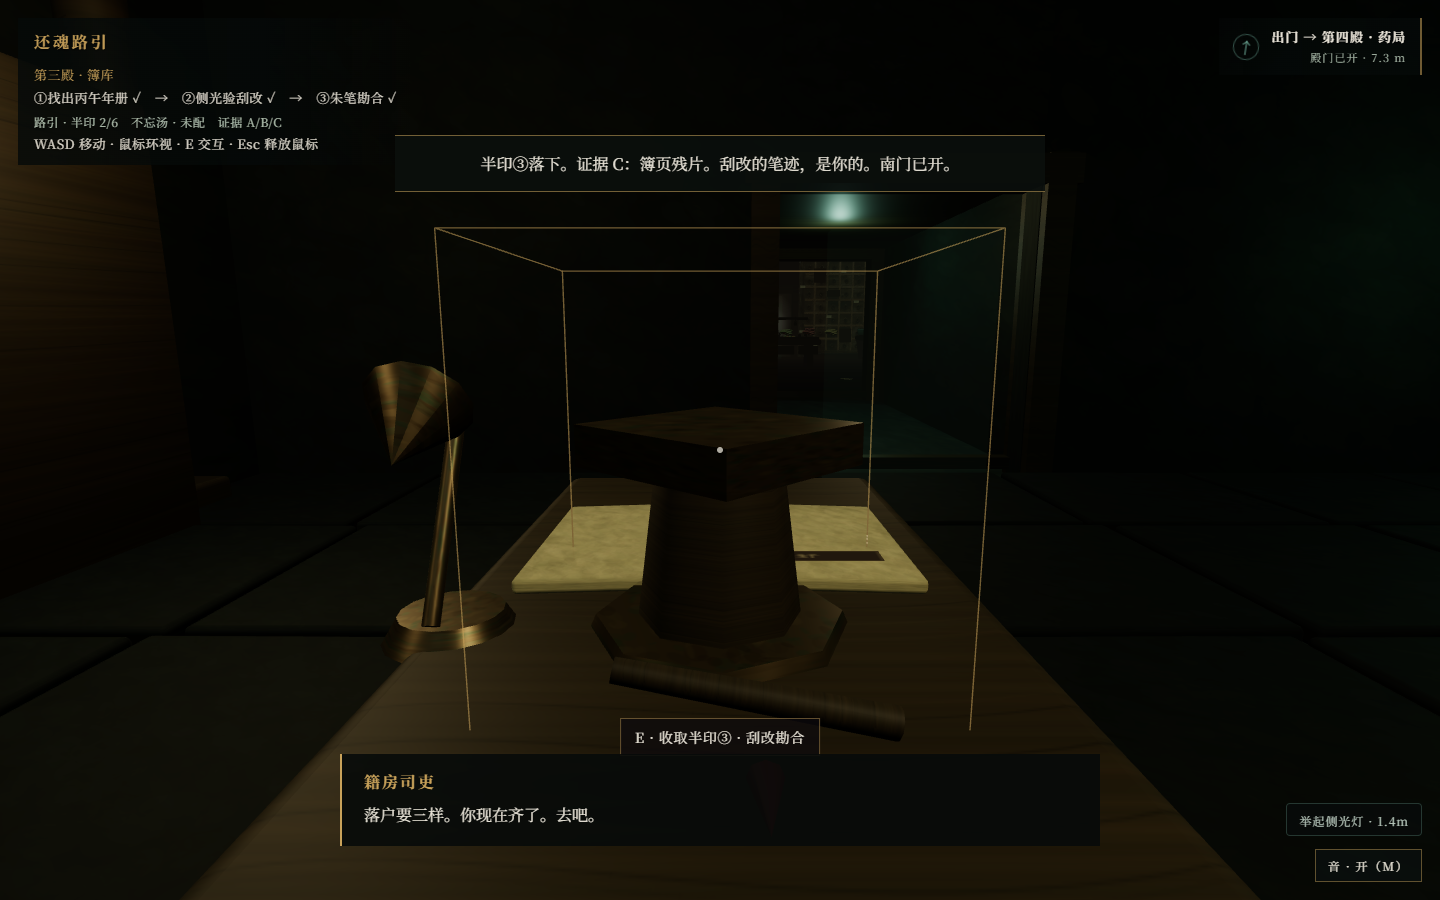 还魂路引
第三殿 · 簿库
①找出丙午年册 ✓ → ②侧光验刮改 ✓ → ③朱笔勘合 ✓
路引 · 半印 2/6 不忘汤 · 未配 证据 A/B/C
WASD 移动 · 鼠标环视 · E 交互 · Esc 释放鼠标
出门 → 第四殿 · 药局
殿门已开 · 7.3 m
半印③落下。证据 C：簿页残片。刮改的笔迹，是你的。南门已开。
E · 收取半印③ · 刮改勘合
籍房司吏
落户要三样。你现在齐了。去吧。
举起侧光灯 · 1.4m
音 · 开（M）